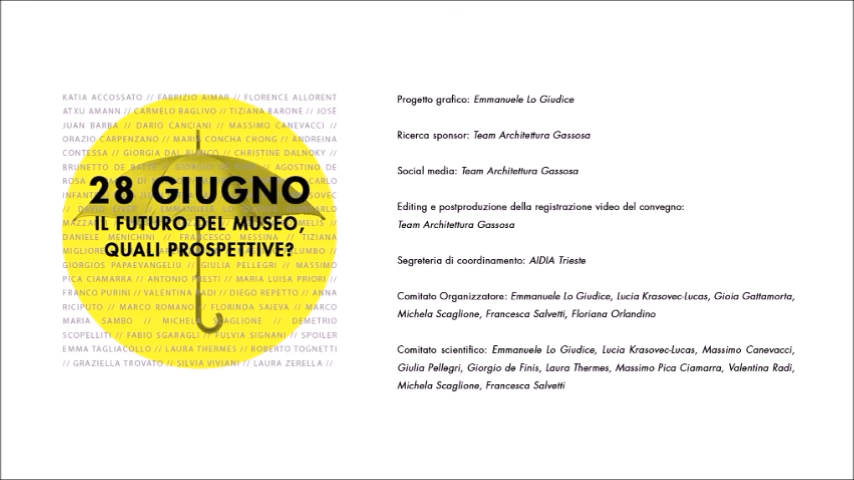 KATIA ACCOSSATO // FABRIZIO AIMAR // FLORENCE ALLORENT
ATXU AMANN // CARMELO BAGLIVO // TIZIANA BARONE // JOSÉ
JUAN BARBA // DARIO CANCIANI // MASSIMO CANEVACCI //
ORAZIO CARPENZANO // CONCHA CHONG // ANDREINA
CONTESSA // GIORGIA DAL BIANCO // CHRISTINE DALNOKY //
BRUNETTO DE // AGOSTINO DE
ROSA CARLO
28 GIUGNO
IL FUTURO DEL MUSEO,
QUALI PROSPETTIVE?
DANIELE MENICHINI // FRANCESCO MESSINA // TIZIANA
GIORGIOS PAPAEVANGELIU // GIULIA PELLEGRI // MASSIMO
PICA CIAMARRA // ANTONIO PRESTI // MARIA LUISA PRIORI //
FRANCO PURINI // VALENTINA RADI // DIEGO REPETTO // ANNA
RICIPUTO // MARCO ROMANO // FLORINDA SAIEVA // MARCO
MARIA SAMBO // MICHELA SCAGLIONE // DEMETRIO
SCOPELLITI // FABIO SGARAGLI // FULVIA SIGNANI // SPOILER
EMMA TAGLIACOLLO // LAURA THERMES // ROBERTO TOGNETTI
// GRAZIELLA TROVATO // SILVIA VIVIANI // LAURA ZERELLA //
Progetto grafico: Emmanuele Lo Giudice
Ricerca sponsor: Team Architettura Gassosa
Social media: Team Architettura Gassosa
Editing e postproduzione della registrazione video del convegno:
Team Architettura Gassosa
Segreteria di coordinamento: AIDIA Trieste
Comitato Organizzatore: Emmanuele Lo Giudice, Lucia Krasovec-Lucas, Gioia Gattamorta,
Michela Scaglione, Francesca Salvetti, Floriana Orlandino
Comitato scientifico: Emmanuele Lo Giudice, Lucia Krasovec-Lucas, Massimo Canevacci,
Giulia Pellegri, Giorgio de Finis, Laura Thermes, Massimo Pica Ciamarra, Valentina Radi,
Michela Scaglione, Francesca Salvetti